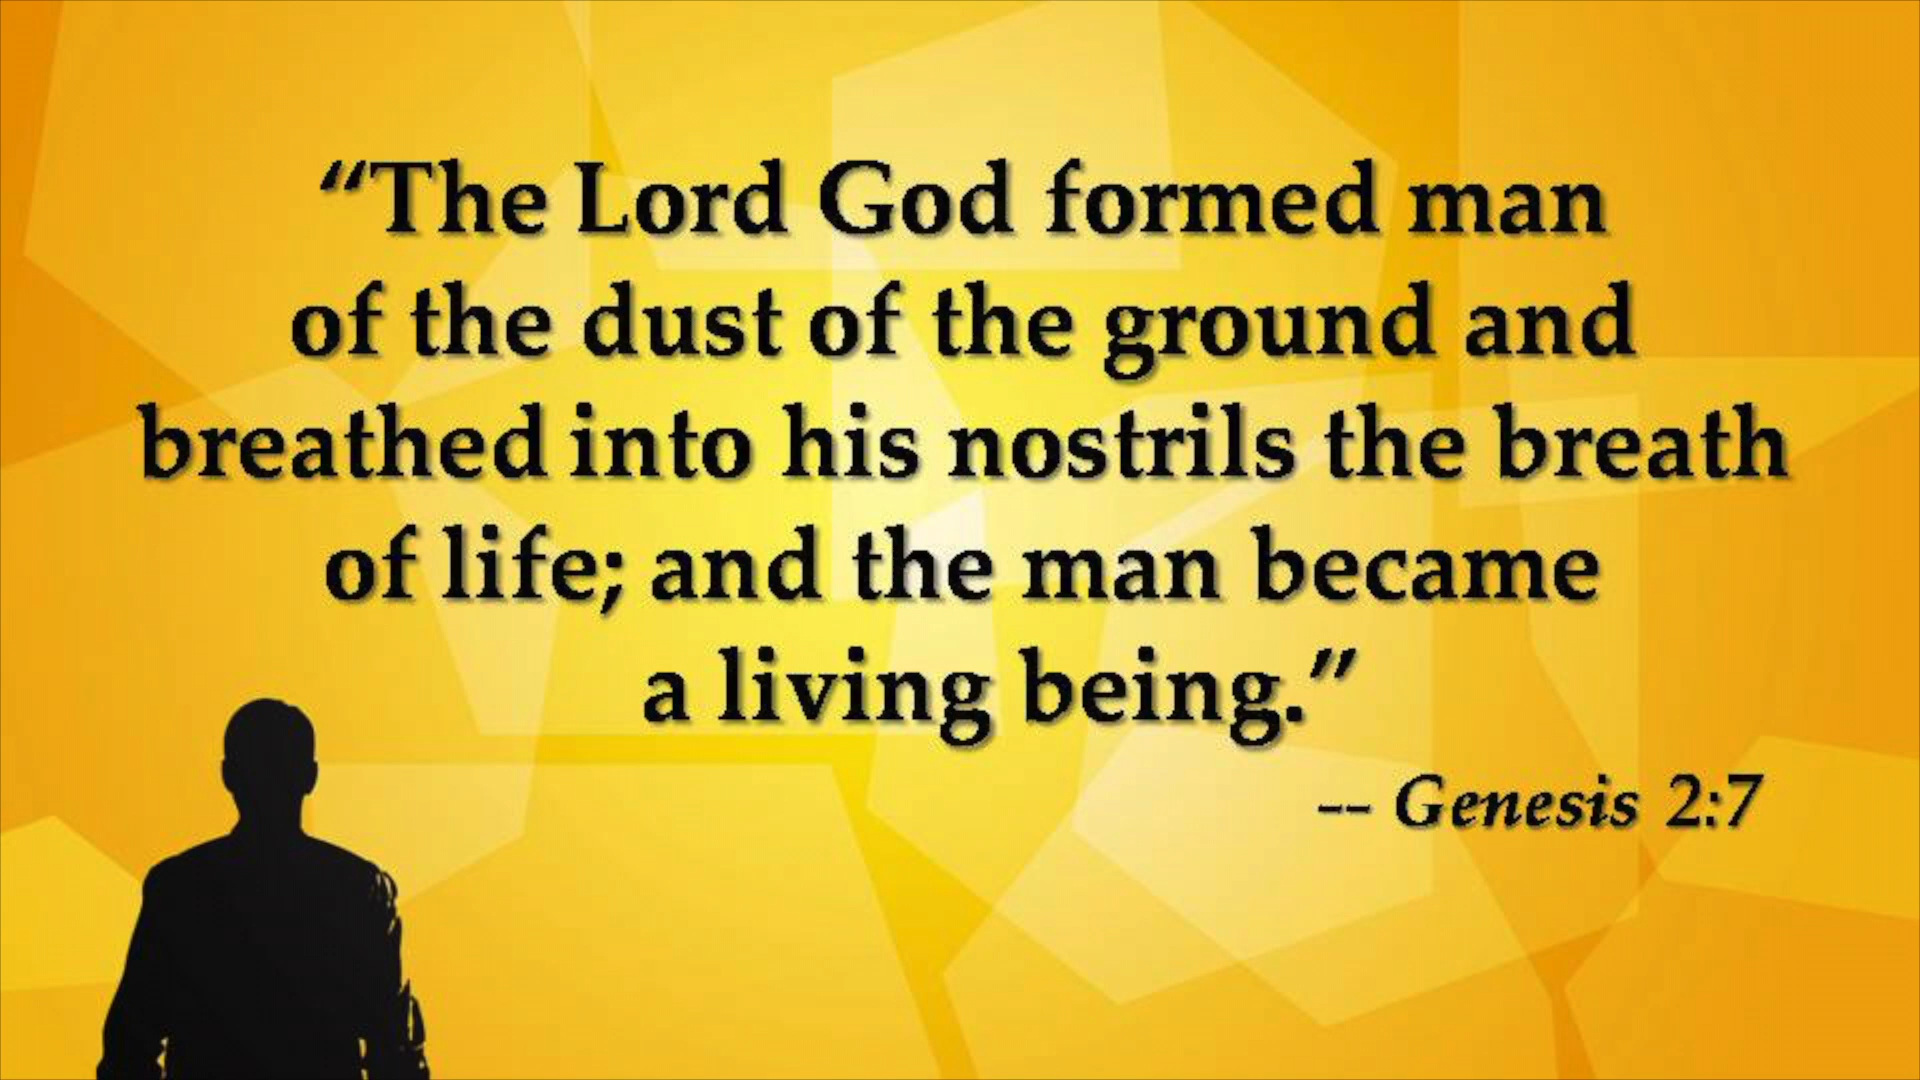 “The Lord God formed man
of the dust of the ground and
breathed into his nostrils the breath
of life; and the man became
a living being.”
-- Genesis 2:7